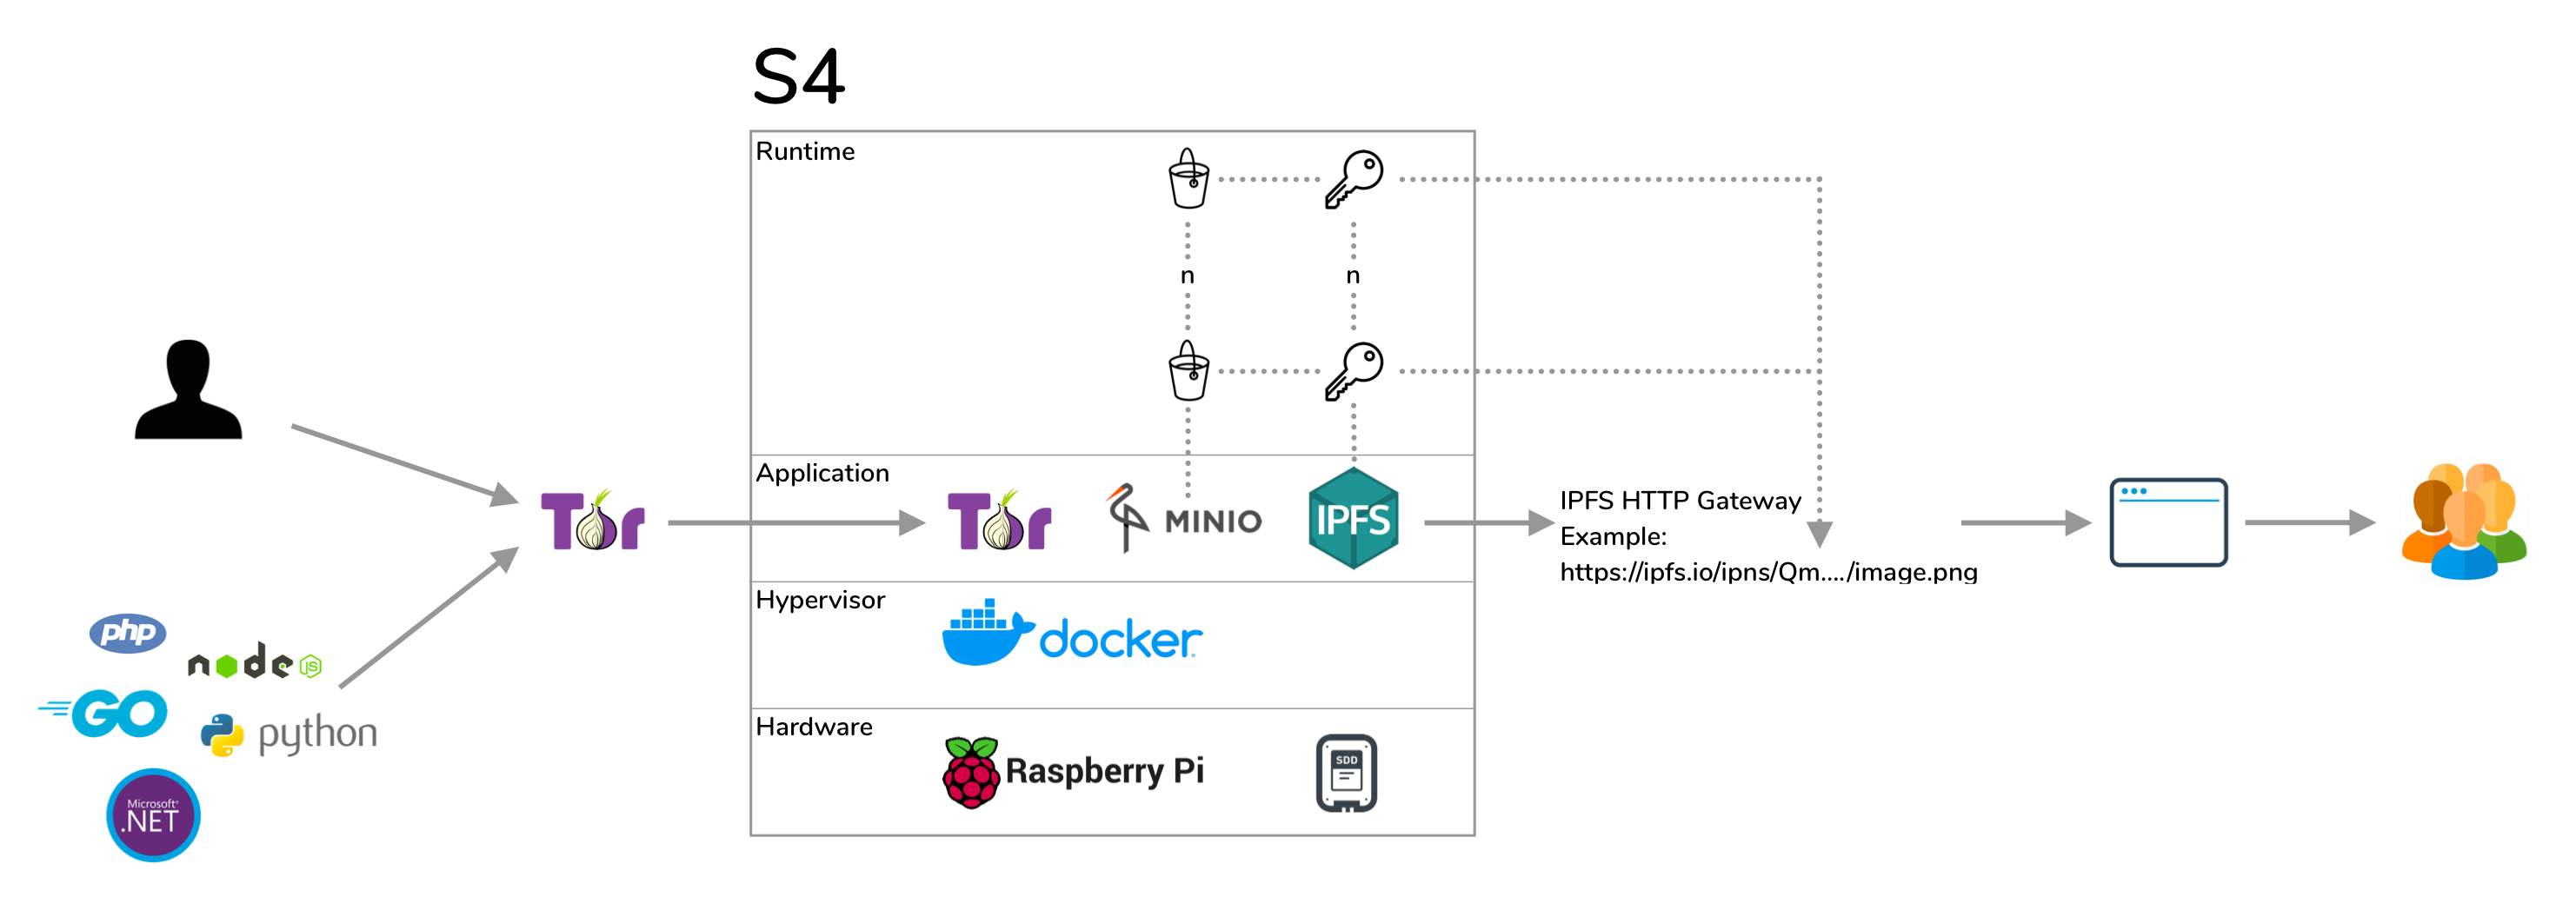 S4
Runtime
n n
Application
Tor
Tor
MINIO
IPFS
IPFS HTTP Gateway
Example:
https://ipfs.io/ipns/Qm..../image.png
php
node
JS
GO
python
Microsoft®
.NET
Hypervisor
docker
Hardware
Raspberry Pi
SDD